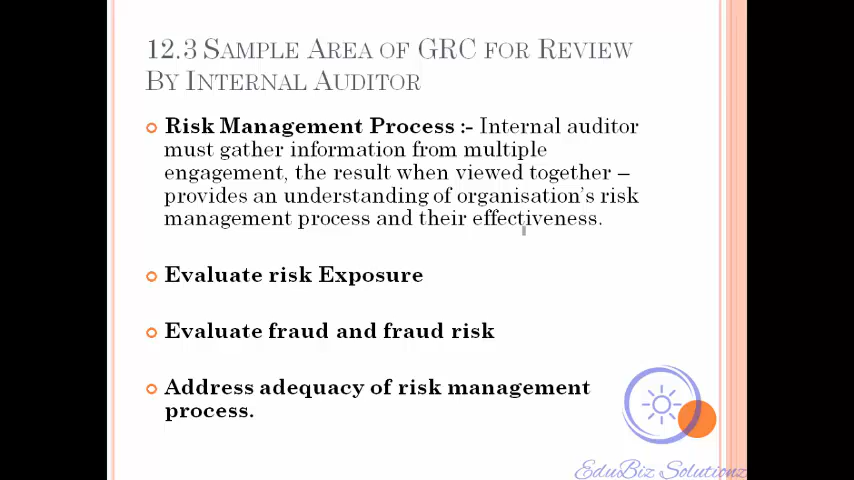 12.3 SAMPLE AREA OF GRC FOR REVIEW
BY INTERNAL AUDITOR
Risk Management Process :- Internal auditor
must gather information from multiple
engagement, the result when viewed together –
provides an understanding of organisation's risk
management process and their effectiveness.
Evaluate risk Exposure
Evaluate fraud and fraud risk
Address adequacy of risk management
process.
EduBiz Solutionz